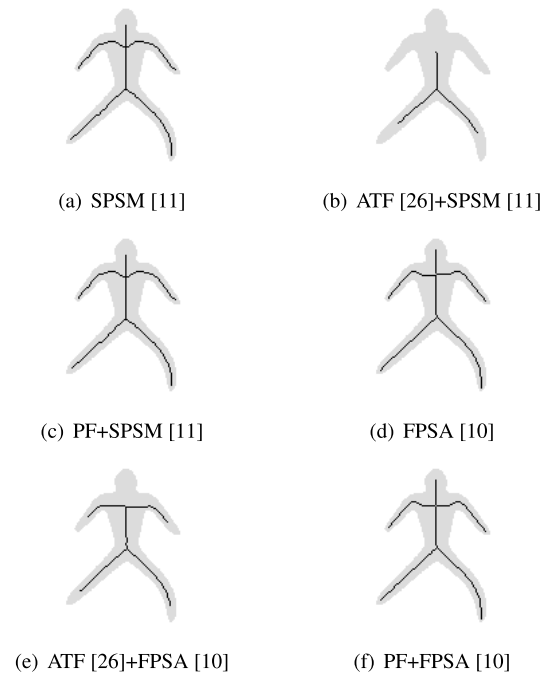 (a) SPSM [11]
(b) ATF [26]+SPSM [11]
(c) PF+SPSM [11]
(d) FPSA [10]
(e) ATF [26]+FPSA [10]
(f) PF+FPSA [10]